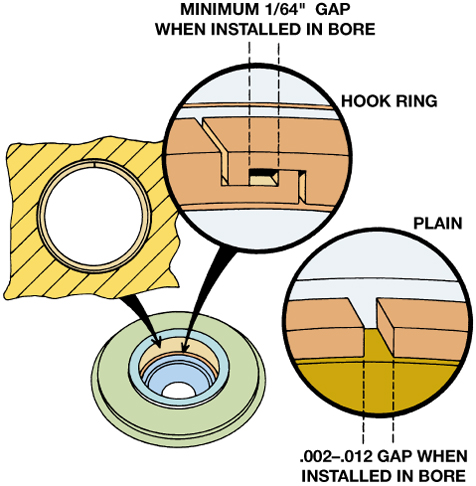 MINIMUM 1/64" GAP
WHEN INSTALLED IN BORE
HOOK RING
PLAIN
.002–.012 GAP WHEN
INSTALLED IN BORE